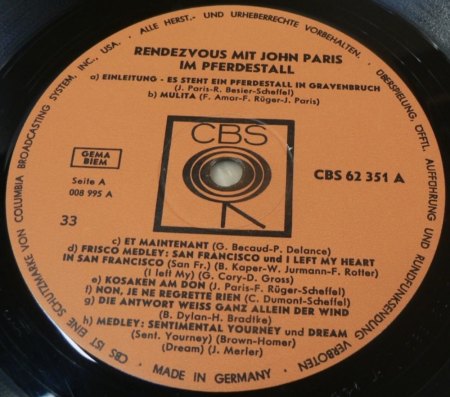 ALLE HERST.- UND URHEBERRECHTE VORBEHALTEN. · ÜBERSPIELUNG, ÖFFTL. AUFFÜHRUNG UND RUNDFUNKSENDUNG VERBOTEN
RENDEZVOUS MIT JOHN PARIS
IM PFERDESTALL
a) EINLEITUNG - ES STEHT EIN PFERDESTALL IN GRAVENBRUCH
(J. Paris-R. Besier-Scheffel)
b) MULITA (F. Amor-F. Rüger-J. Paris)
CBS
GEMA
BIEM
CBS 62 351 A
Seite A
008 995 A
33
c) ET MAINTENANT (G. Becaud-P. Delance)
d) FRISCO MEDLEY: SAN FRANCISCO und I LEFT MY HEART
IN SAN FRANCISCO (San Fr.) (B. Kaper-W. Jurmann-F. Rotter)
(I left My) (G. Cory-D. Gross)
e) KOSAKEN AM DON (J. Paris-F. Rüger-Scheffel)
f) NON, JE NE REGRETTE RIEN (C. Dumont-Scheffel)
g) DIE ANTWORT WEISS GANZ ALLEIN DER WIND
(B. Dylan-H. Bradtke)
h) MEDLEY: SENTIMENTAL YOURNEY und DREAM
(Sent. Yourney) (Brown-Homer)
(Dream) (J. Merler)
CBS IST EINE SCHUTZMARKE VON COLUMBIA BROADCASTING SYSTEM, INC., USA.
· MADE IN GERMANY ·